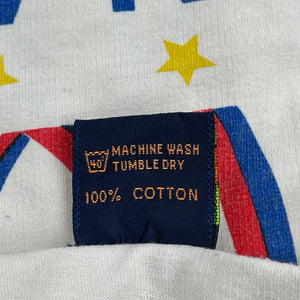 40° MACHINE WASH
TUMBLE DRY
100% COTTON